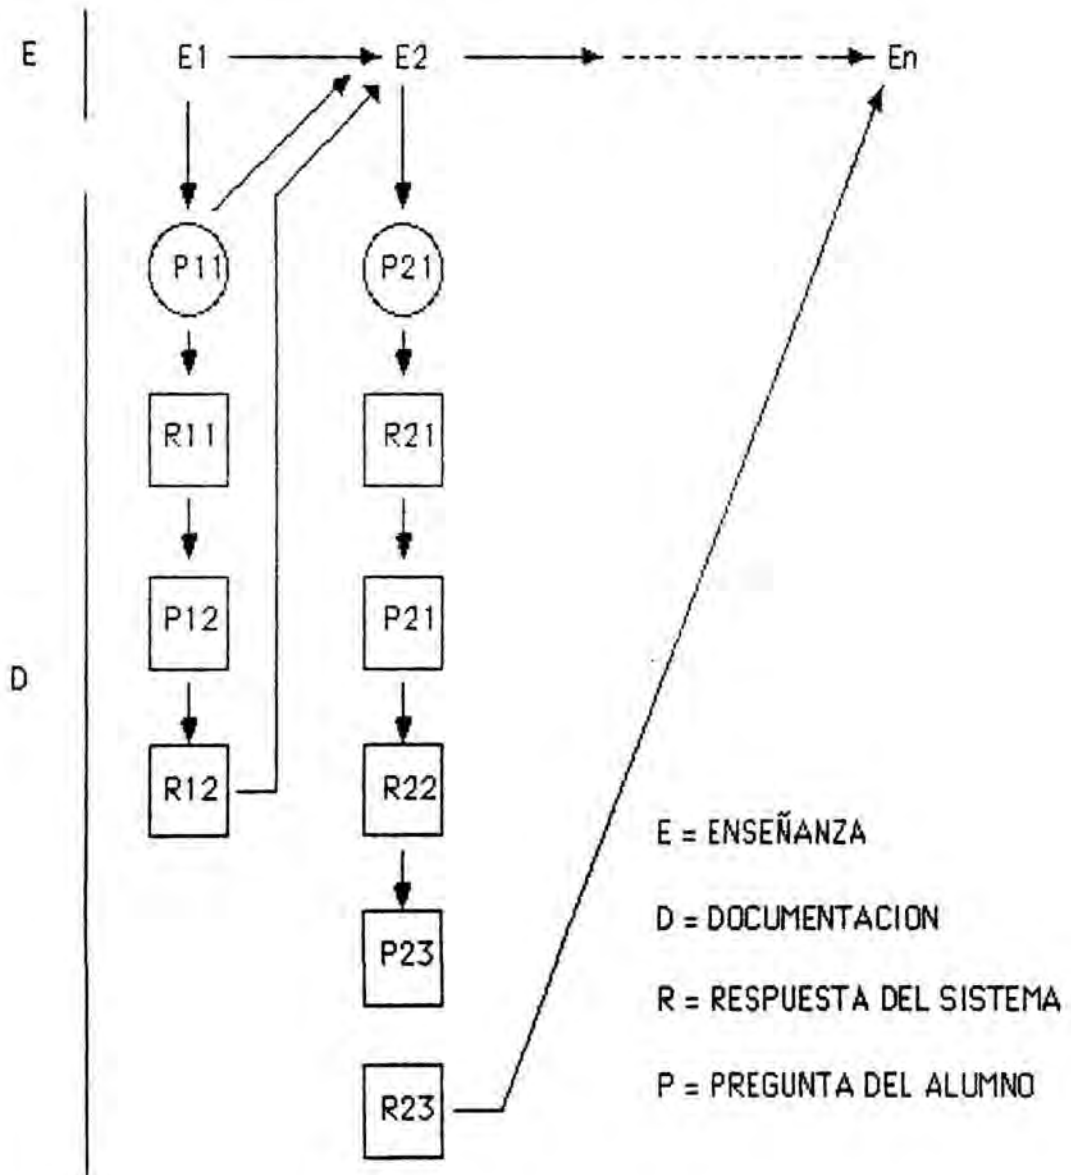 E E1 E2 En
P11 P21
R11 R21
P12 P21
D
R12 R22
E = ENSEÑANZA
D = DOCUMENTACION
P23
R = RESPUESTA DEL SISTEMA
P = PREGUNTA DEL ALUMNO
R23